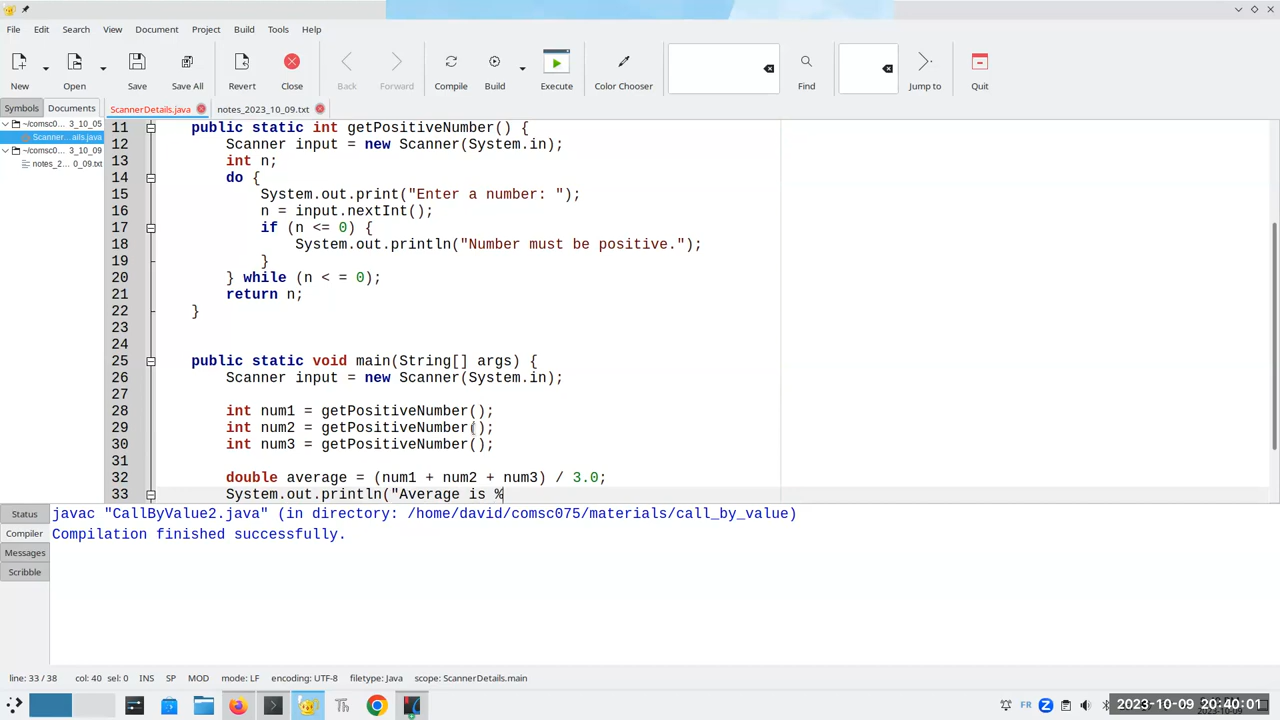 File Edit Search View Document Project Build Tools Help
New Open Save Save All Revert Close Back Forward Compile Build Execute Color Chooser Find Jump to Quit
Symbols Documents ScannerDetails.java notes_2023_10_09.txt
~/comsc0... 3_10_05
Scanner...ails.java
~/comsc0... 3_10_09
notes_2... 0_09.txt
11 public static int getPositiveNumber() {
12 Scanner input = new Scanner(System.in);
13 int n;
14 do {
15 System.out.print("Enter a number: ");
16 n = input.nextInt();
17 if (n <= 0) {
18 System.out.println("Number must be positive.");
19 }
20 } while (n < = 0);
21 return n;
22 }
23
24
25 public static void main(String[] args) {
26 Scanner input = new Scanner(System.in);
27
28 int num1 = getPositiveNumber();
29 int num2 = getPositiveNumber();
30 int num3 = getPositiveNumber();
31
32 double average = (num1 + num2 + num3) / 3.0;
33 System.out.println("Average is %
Status
Compiler
Messages
Scribble
javac "CallByValue2.java" (in directory: /home/david/comsc075/materials/call_by_value)
Compilation finished successfully.
line: 33 / 38 col: 40 sel: 0 INS SP MOD mode: LF encoding: UTF-8 filetype: Java scope: ScannerDetails.main
FR 2023-10-09 20:40:01